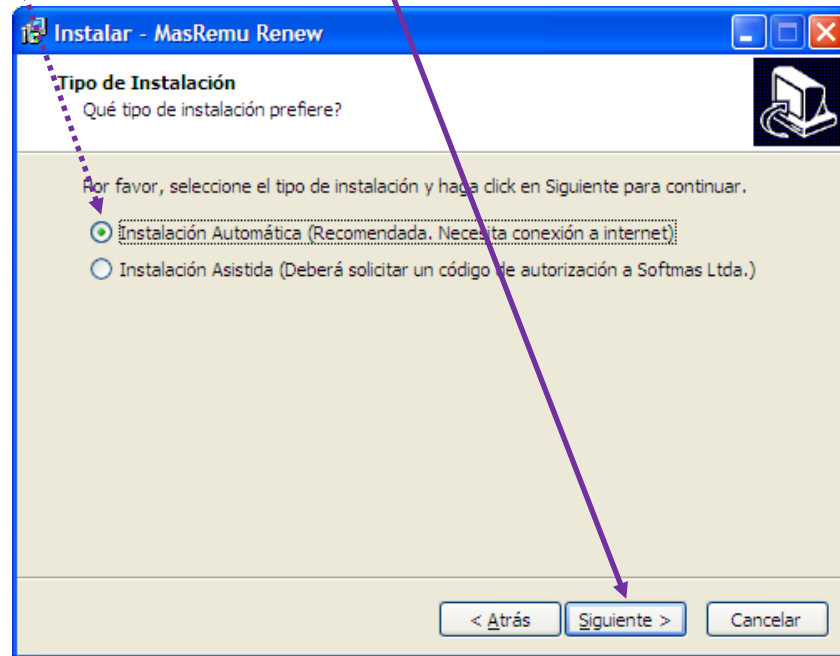 Instalar - MasRemu Renew
Tipo de Instalación
Qué tipo de instalación prefiere?
Por favor, seleccione el tipo de instalación y haga click en Siguiente para continuar.
Instalación Automática (Recomendada. Necesita conexión a internet)
Instalación Asistida (Deberá solicitar un código de autorización a Softmas Ltda.)
< Atrás
Siguiente >
Cancelar